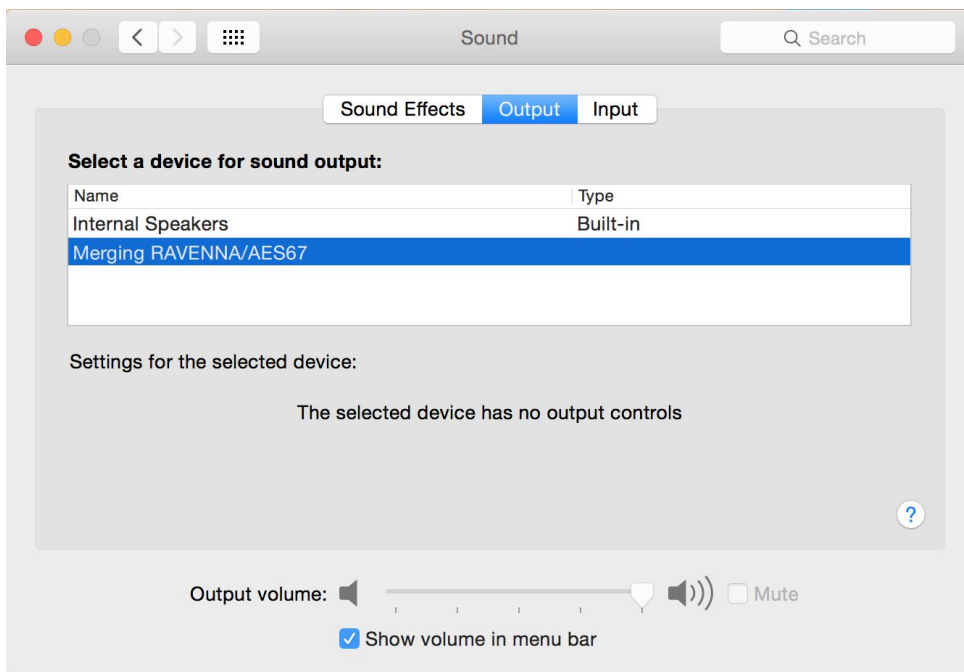 Sound
Search
Sound Effects Output Input
Select a device for sound output:
Name Type
Internal Speakers Built-in
Merging RAVENNA/AES67
Settings for the selected device:
The selected device has no output controls
?
Output volume: Mute
Show volume in menu bar